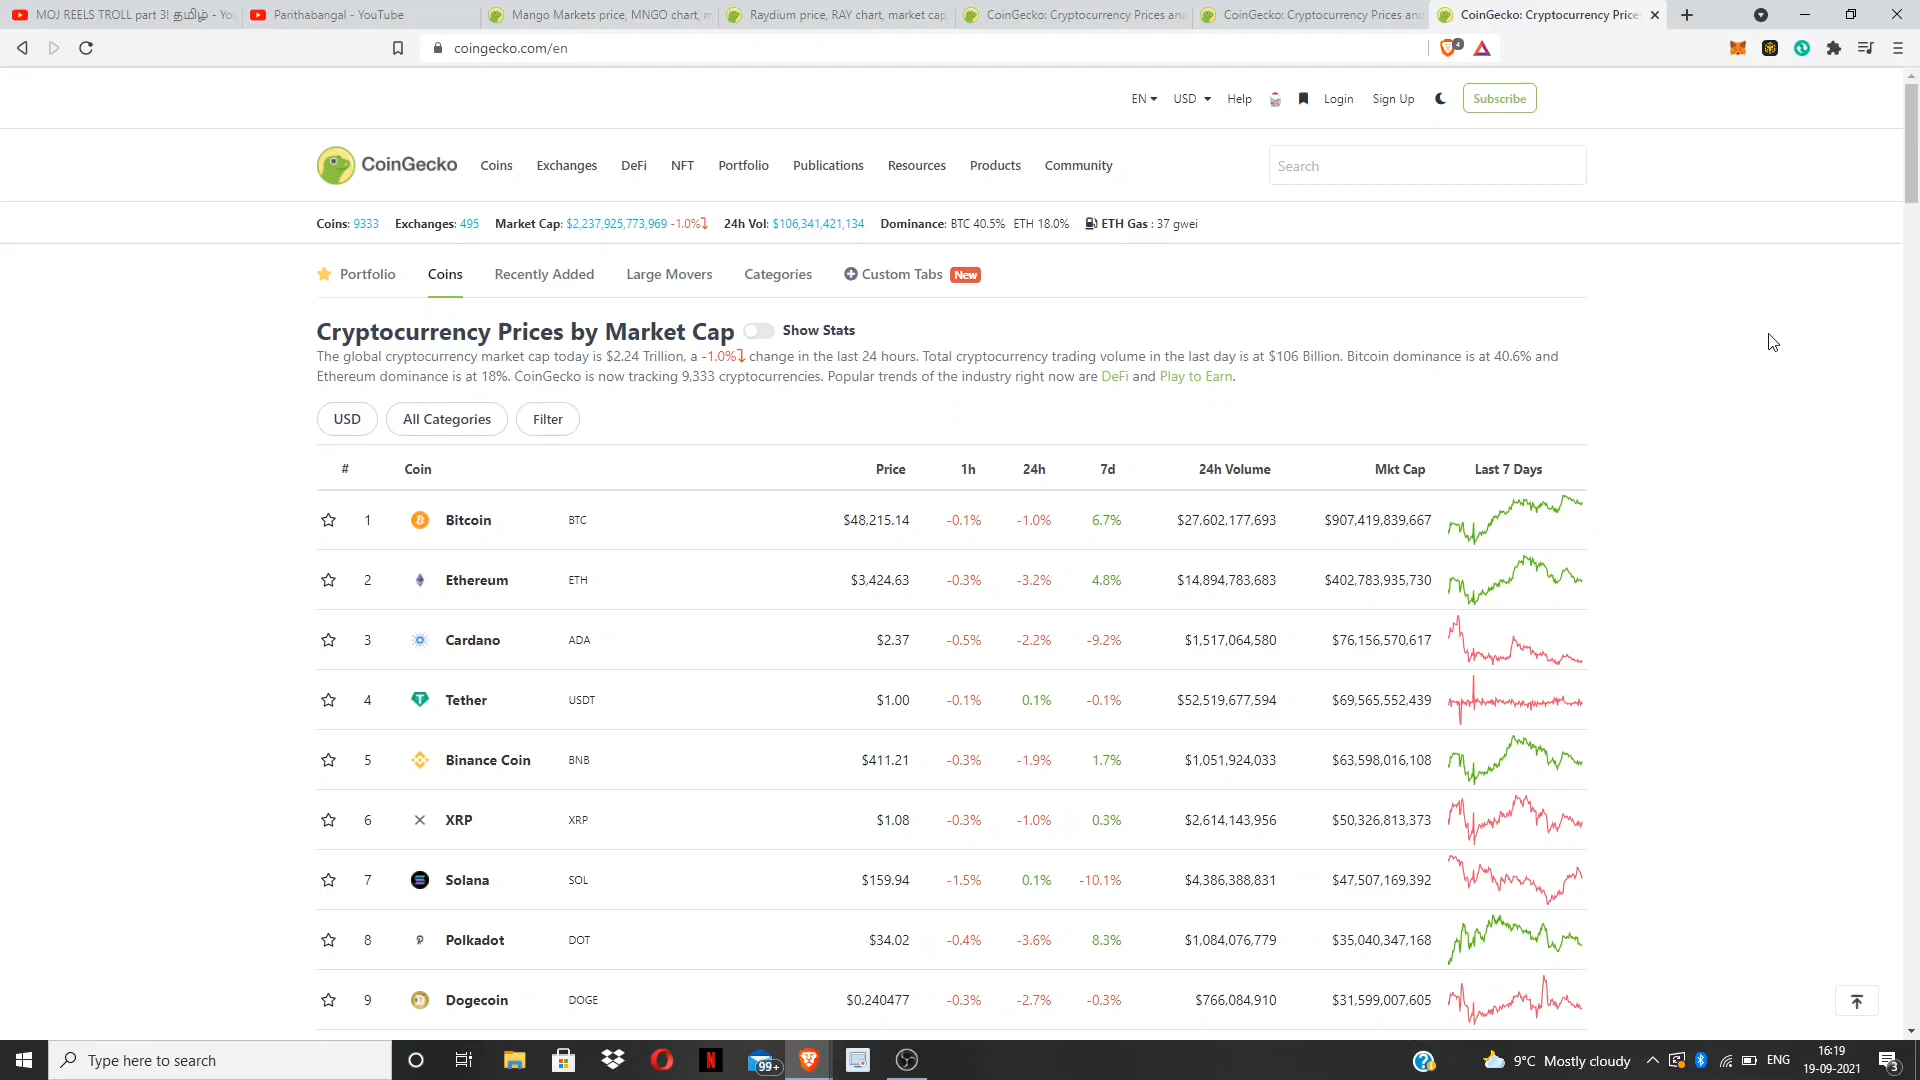 MOJ REELS TROLL part 3! தமிழ் - Yo
Parithabangal - YouTube
Mango Markets price, MNGO chart, m
Raydium price, RAY chart, market cap,
CoinGecko: Cryptocurrency Prices and
CoinGecko: Cryptocurrency Prices and
CoinGecko: Cryptocurrency Price
coingecko.com/en
4
EN
USD
Help
Login
Sign Up
Subscribe
CoinGecko
Coins
Exchanges
DeFi
NFT
Portfolio
Publications
Resources
Products
Community
Search
Coins: 9333 Exchanges: 495 Market Cap: $2,237,925,773,969 -1.0% 24h Vol: $106,341,421,134 Dominance: BTC 40.5% ETH 18.0% ETH Gas : 37 gwei
Portfolio
Coins
Recently Added
Large Movers
Categories
Custom Tabs New
Cryptocurrency Prices by Market Cap
Show Stats
The global cryptocurrency market cap today is $2.24 Trillion, a -1.0% change in the last 24 hours. Total cryptocurrency trading volume in the last day is at $106 Billion. Bitcoin dominance is at 40.6% and
Ethereum dominance is at 18%. CoinGecko is now tracking 9,333 cryptocurrencies. Popular trends of the industry right now are DeFi and Play to Earn.
USD
All Categories
Filter
# Coin Price 1h 24h 7d 24h Volume Mkt Cap Last 7 Days
1 Bitcoin BTC $48,215.14 -0.1% -1.0% 6.7% $27,602,177,693 $907,419,839,667
2 Ethereum ETH $3,424.63 -0.3% -3.2% 4.8% $14,894,783,683 $402,783,935,730
3 Cardano ADA $2.37 -0.5% -2.2% -9.2% $1,517,064,580 $76,156,570,617
4 Tether USDT $1.00 -0.1% 0.1% -0.1% $52,519,677,594 $69,565,552,439
5 Binance Coin BNB $411.21 -0.3% -1.9% 1.7% $1,051,924,033 $63,598,016,108
6 XRP XRP $1.08 -0.3% -1.0% 0.3% $2,614,143,956 $50,326,813,373
7 Solana SOL $159.94 -1.5% 0.1% -10.1% $4,386,388,831 $47,507,169,392
8 Polkadot DOT $34.02 -0.4% -3.6% 8.3% $1,084,076,779 $35,040,347,168
9 Dogecoin DOGE $0.240477 -0.3% -2.7% -0.3% $766,084,910 $31,599,007,605
Type here to search
99+
9°C Mostly cloudy
ENG
16:19
19-09-2021
3